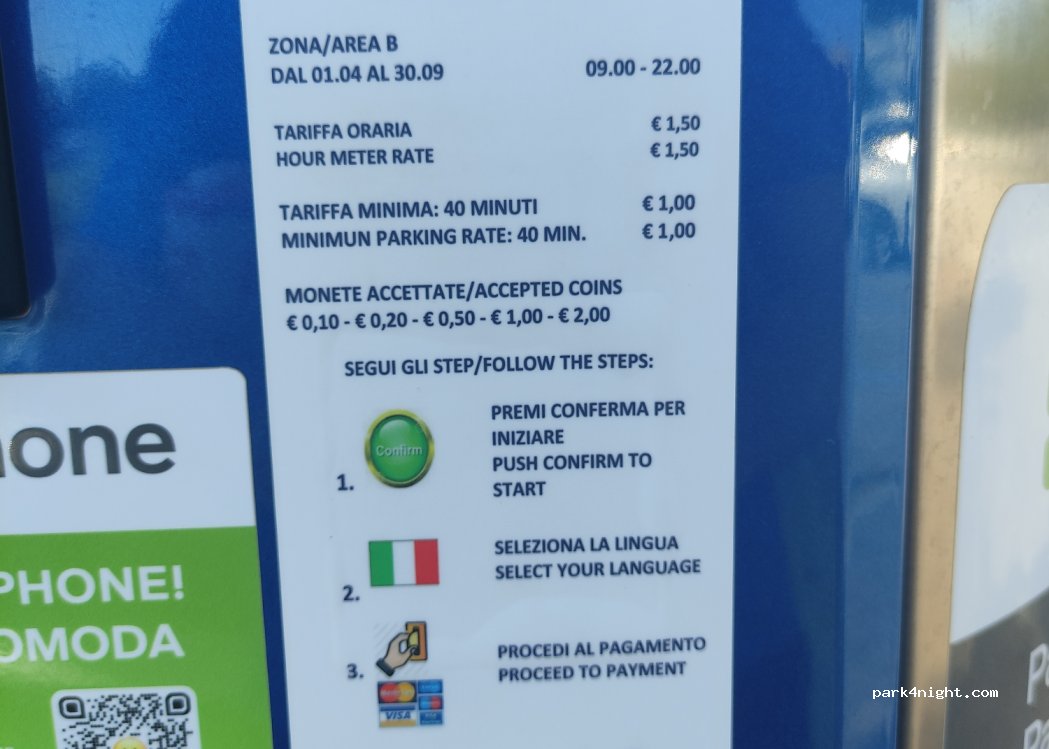 ZONA/AREA B
DAL 01.04 AL 30.09 09.00 - 22.00
TARIFFA ORARIA € 1,50
HOUR METER RATE € 1,50
TARIFFA MINIMA: 40 MINUTI € 1,00
MINIMUN PARKING RATE: 40 MIN. € 1,00
MONETE ACCETTATE/ACCEPTED COINS
€ 0,10 - € 0,20 - € 0,50 - € 1,00 - € 2,00
SEGUI GLI STEP/FOLLOW THE STEPS:
1. Confirm
PREMI CONFERMA PER
INIZIARE
PUSH CONFIRM TO
START
2.
SELEZIONA LA LINGUA
SELECT YOUR LANGUAGE
3.
PROCEDI AL PAGAMENTO
PROCEED TO PAYMENT
VISA
one
PHONE!
OMODA
park4night.com